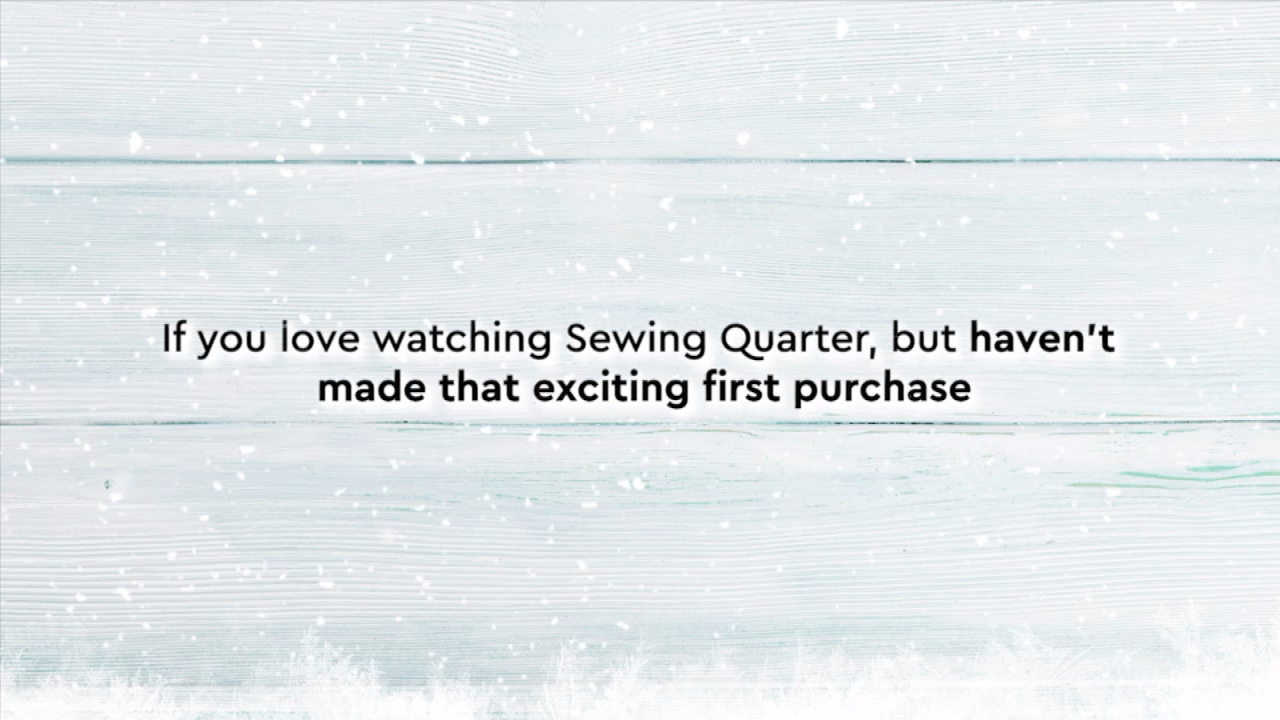 If you love watching Sewing Quarter, but haven't
made that exciting first purchase